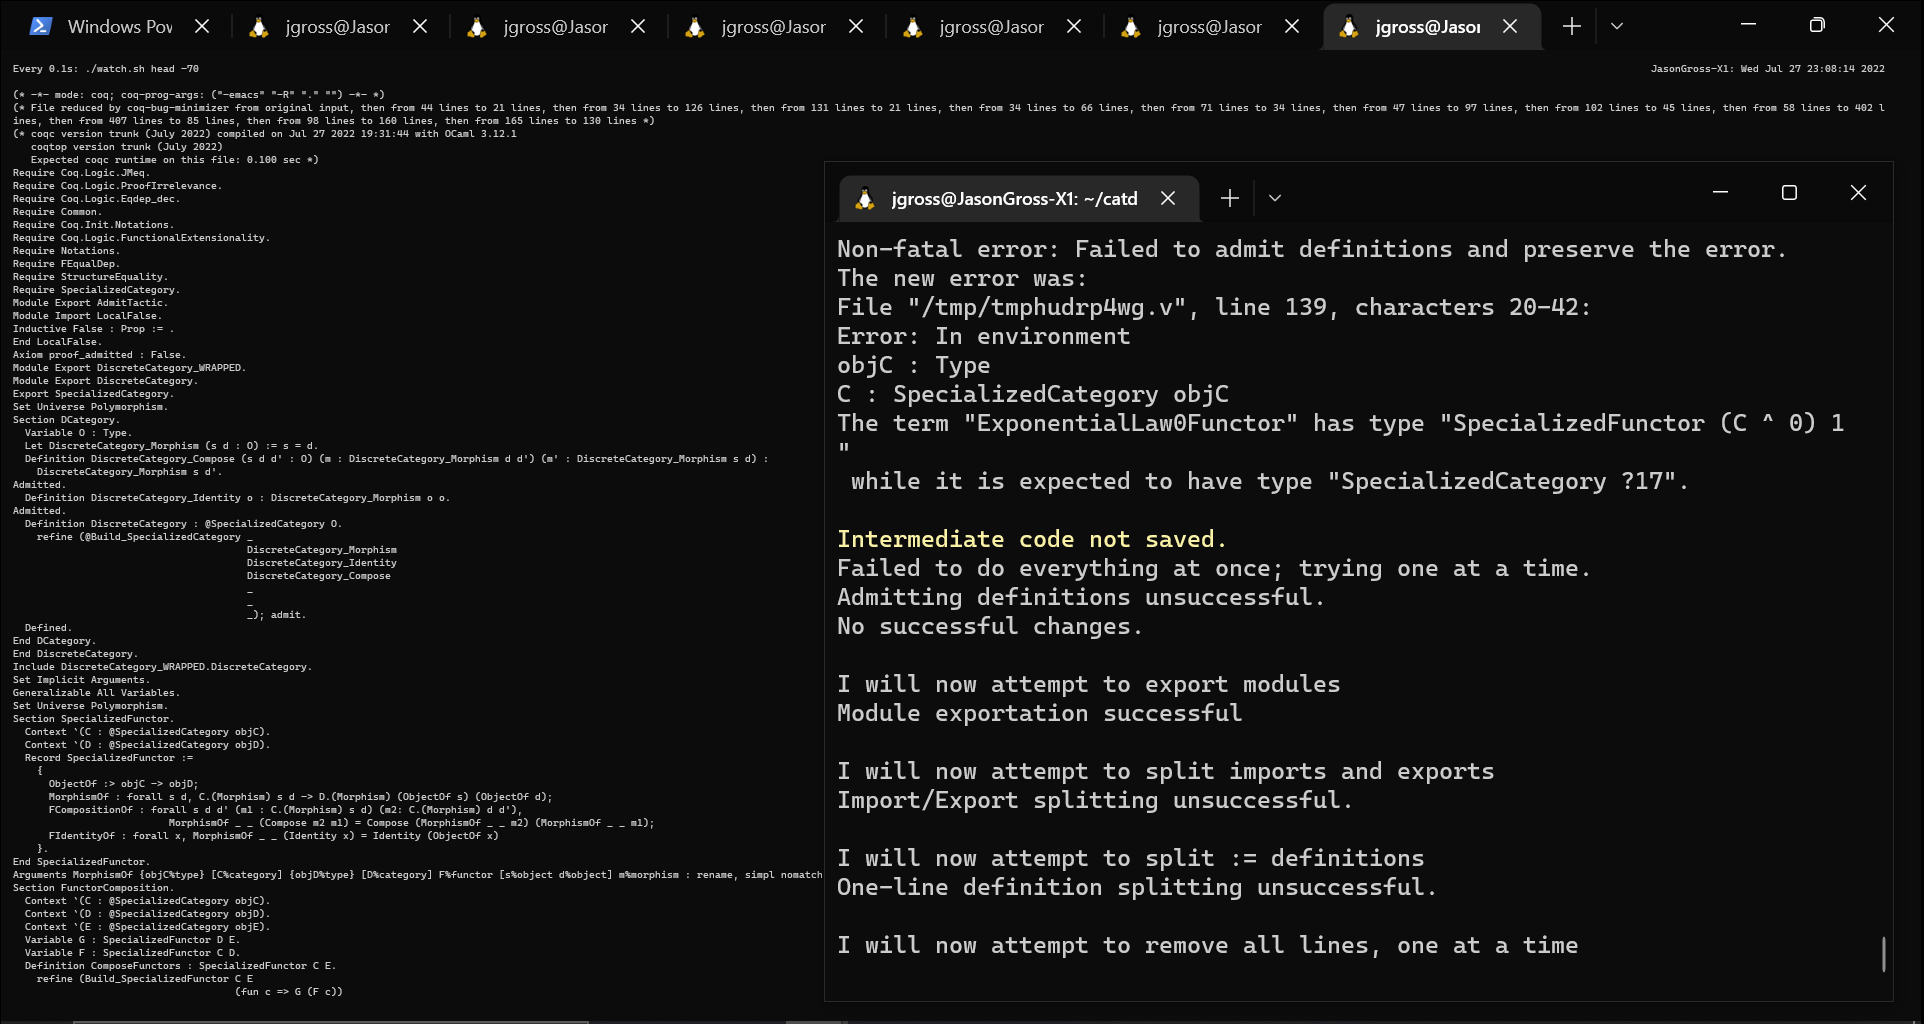 Windows Pov
jgross@Jasor
jgross@Jasor
jgross@Jasor
jgross@Jasor
jgross@Jasor
jgross@Jasor
Every 0.1s: ./watch.sh head -70
JasonGross-X1: Wed Jul 27 23:08:14 2022
(* -*- mode: coq; coq-prog-args: ("-emacs" "-R" "." "") -*- *)
(* File reduced by coq-bug-minimizer from original input, then from 44 lines to 21 lines, then from 34 lines to 126 lines, then from 131 lines to 21 lines, then from 34 lines to 66 lines, then from 71 lines to 34 lines, then from 47 lines to 97 lines, then from 102 lines to 45 lines, then from 58 lines to 402 l
ines, then from 407 lines to 85 lines, then from 98 lines to 160 lines, then from 165 lines to 130 lines *)
(* coqc version trunk (July 2022) compiled on Jul 27 2022 19:31:44 with OCaml 3.12.1
   coqtop version trunk (July 2022)
   Expected coqc runtime on this file: 0.100 sec *)
Require Coq.Logic.JMeq.
Require Coq.Logic.ProofIrrelevance.
Require Coq.Logic.Eqdep_dec.
Require Common.
Require Coq.Init.Notations.
Require Coq.Logic.FunctionalExtensionality.
Require Notations.
Require FEqualDep.
Require StructureEquality.
Require SpecializedCategory.
Module Export AdmitTactic.
Module Import LocalFalse.
Inductive False : Prop := .
End LocalFalse.
Axiom proof_admitted : False.
Module Export DiscreteCategory_WRAPPED.
Module Export DiscreteCategory.
Export SpecializedCategory.
Set Universe Polymorphism.
Section DCategory.
  Variable O : Type.
  Let DiscreteCategory_Morphism (s d : O) := s = d.
  Definition DiscreteCategory_Compose (s d d' : O) (m : DiscreteCategory_Morphism d d') (m' : DiscreteCategory_Morphism s d) :
    DiscreteCategory_Morphism s d'.
Admitted.
  Definition DiscreteCategory_Identity o : DiscreteCategory_Morphism o o.
Admitted.
  Definition DiscreteCategory : @SpecializedCategory O.
    refine (@Build_SpecializedCategory _
                                       DiscreteCategory_Morphism
                                       DiscreteCategory_Identity
                                       DiscreteCategory_Compose
                                       _
                                       _
                                       _); admit.
  Defined.
End DCategory.
End DiscreteCategory.
Include DiscreteCategory_WRAPPED.DiscreteCategory.
Set Implicit Arguments.
Generalizable All Variables.
Set Universe Polymorphism.
Section SpecializedFunctor.
  Context `(C : @SpecializedCategory objC).
  Context `(D : @SpecializedCategory objD).
  Record SpecializedFunctor :=
    {
      ObjectOf :> objC -> objD;
      MorphismOf : forall s d, C.(Morphism) s d -> D.(Morphism) (ObjectOf s) (ObjectOf d);
      FCompositionOf : forall s d d' (m1 : C.(Morphism) s d) (m2: C.(Morphism) d d'),
                          MorphismOf _ _ (Compose m2 m1) = Compose (MorphismOf _ _ m2) (MorphismOf _ _ m1);
      FIdentityOf : forall x, MorphismOf _ _ (Identity x) = Identity (ObjectOf x)
    }.
End SpecializedFunctor.
Arguments MorphismOf {objC%type} [C%category] {objD%type} [D%category] F%functor [s%object d%object] m%morphism : rename, simpl nomatch
Section FunctorComposition.
  Context `(C : @SpecializedCategory objC).
  Context `(D : @SpecializedCategory objD).
  Context `(E : @SpecializedCategory objE).
  Variable G : SpecializedFunctor D E.
  Variable F : SpecializedFunctor C D.
  Definition ComposeFunctors : SpecializedFunctor C E.
    refine (Build_SpecializedFunctor C E
                                     (fun c => G (F c))
jgross@JasonGross-X1: ~/catd
Non-fatal error: Failed to admit definitions and preserve the error.
The new error was:
File "/tmp/tmphudrp4wg.v", line 139, characters 20-42:
Error: In environment
objC : Type
C : SpecializedCategory objC
The term "ExponentialLaw0Functor" has type "SpecializedFunctor (C ^ 0) 1
"
 while it is expected to have type "SpecializedCategory ?17".
Intermediate code not saved.
Failed to do everything at once; trying one at a time.
Admitting definitions unsuccessful.
No successful changes.
I will now attempt to export modules
Module exportation successful
I will now attempt to split imports and exports
Import/Export splitting unsuccessful.
I will now attempt to split := definitions
One-line definition splitting unsuccessful.
I will now attempt to remove all lines, one at a time